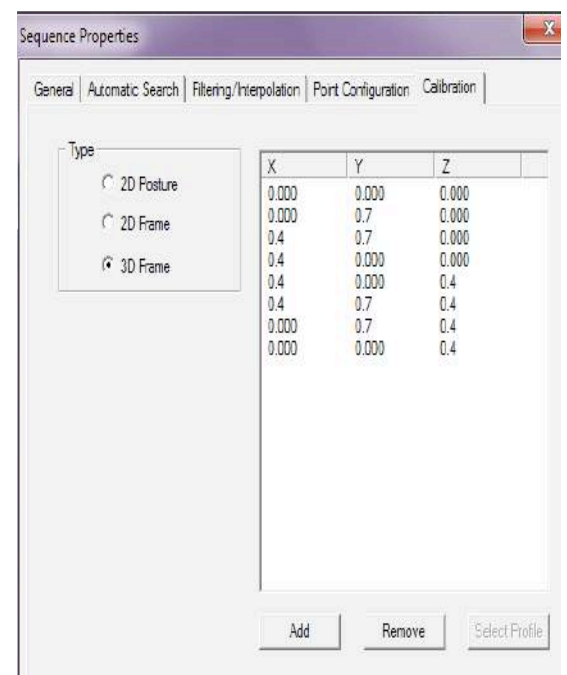 Sequence Properties X
General Automatic Search Filtering/Interpolation Point Configuration Calibration
Type
2D Posture
2D Frame
3D Frame
X Y Z
0.000 0.000 0.000
0.000 0.7 0.000
0.4 0.7 0.000
0.4 0.000 0.000
0.4 0.000 0.4
0.4 0.7 0.4
0.000 0.7 0.4
0.000 0.000 0.4
Add Remove Select Profile